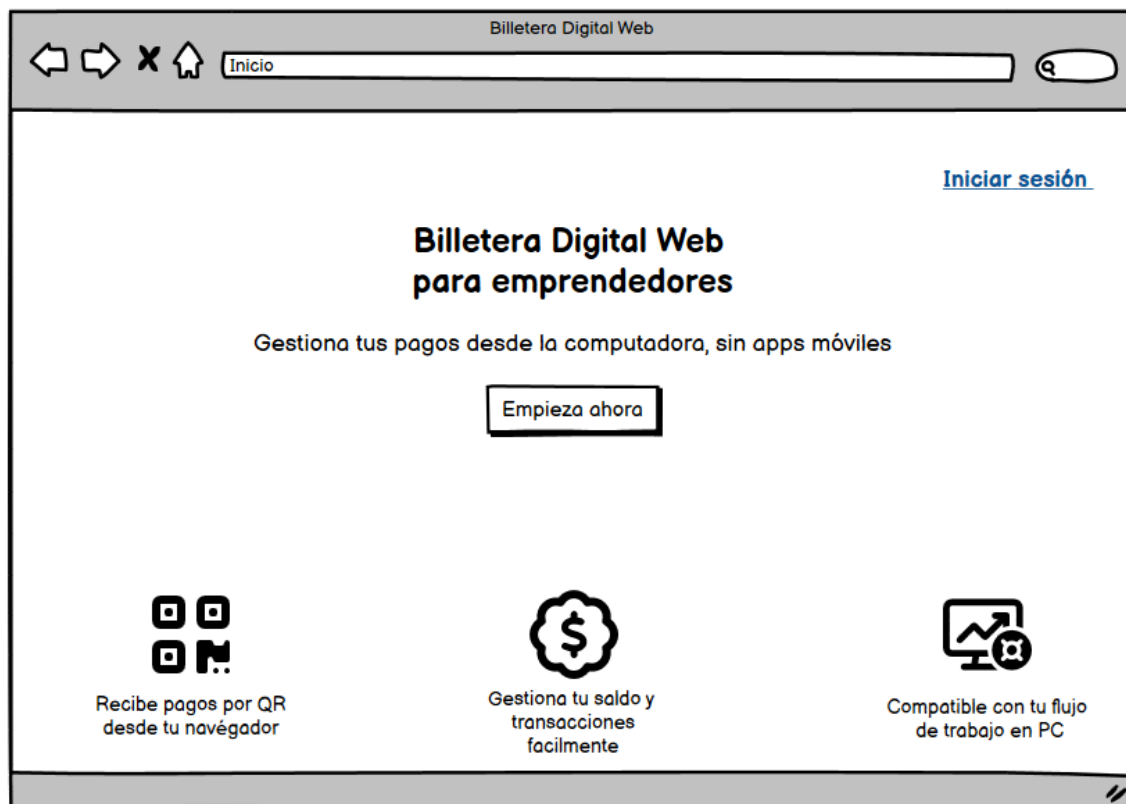 Billetera Digital Web
Inicio
Iniciar sesión
Billetera Digital Web
para emprendedores
Gestiona tus pagos desde la computadora, sin apps móviles
Empieza ahora
Recibe pagos por QR
desde tu navégador
Gestiona tu saldo y
transacciones
facilmente
Compatible con tu flujo
de trabajo en PC